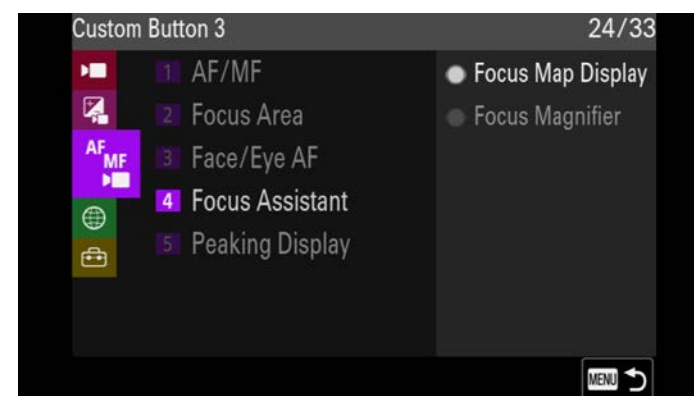 Custom Button 3 24/33
1 AF/MF
2 Focus Area
3 Face/Eye AF
4 Focus Assistant
5 Peaking Display
AF MF
Focus Map Display
Focus Magnifier
MENU